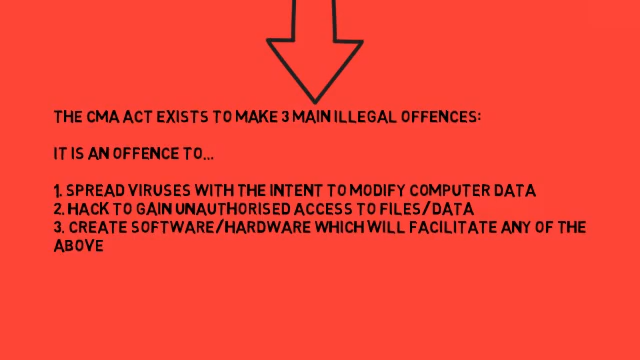 THE CMA ACT EXISTS TO MAKE 3 MAIN ILLEGAL OFFENCES:
IT IS AN OFFENCE TO...
1. SPREAD VIRUSES WITH THE INTENT TO MODIFY COMPUTER DATA
2. HACK TO GAIN UNAUTHORISED ACCESS TO FILES/DATA
3. CREATE SOFTWARE/HARDWARE WHICH WILL FACILITATE ANY OF THE
ABOVE